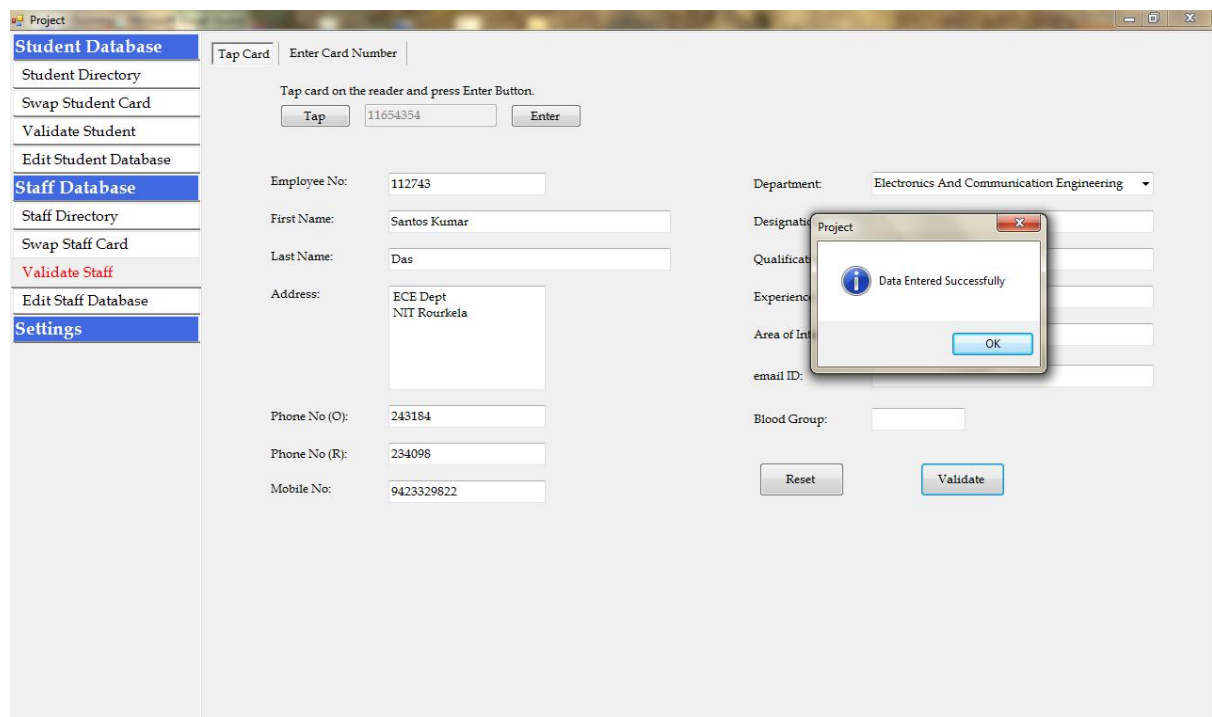 Project
Student Database
Student Directory
Swap Student Card
Validate Student
Edit Student Database
Staff Database
Staff Directory
Swap Staff Card
Validate Staff
Edit Staff Database
Settings
Tap Card
Enter Card Number
Tap card on the reader and press Enter Button.
Tap
11654354
Enter
Employee No: 112743
First Name: Santos Kumar
Last Name: Das
Address: ECE Dept
NIT Rourkela
Phone No (O): 243184
Phone No (R): 234098
Mobile No: 9423329822
Department: Electronics And Communication Engineering
Designatio
Qualificat
Experienc
Area of Int
email ID:
Blood Group:
Reset
Validate
Project
Data Entered Successfully
OK